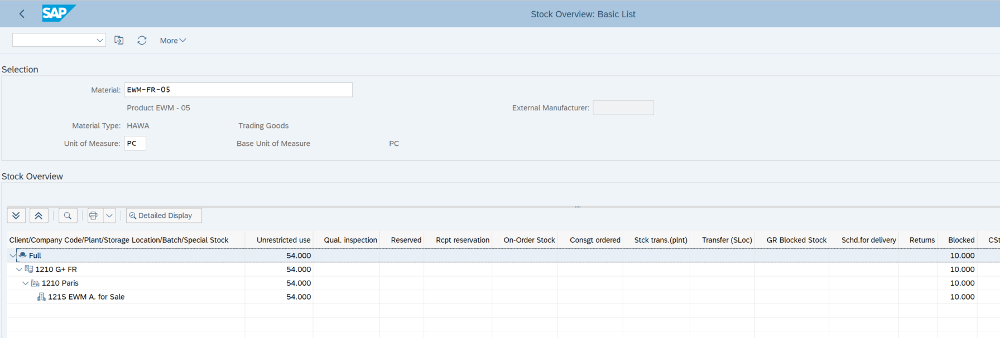 SAP
Stock Overview: Basic List
More
Selection
Material: EWM-FR-05
Product EWM - 05 External Manufacturer:
Material Type: HAWA Trading Goods
Unit of Measure: PC Base Unit of Measure PC
Stock Overview
Detailed Display
Client/Company Code/Plant/Storage Location/Batch/Special Stock Unrestricted use Qual. inspection Reserved Rcpt reservation On-Order Stock Consgt ordered Stck trans.(plnt) Transfer (SLoc) GR Blocked Stock Schd.for delivery Returns Blocked CSt
Full 54.000 10.000
1210 G+ FR 54.000 10.000
1210 Paris 54.000 10.000
121S EWM A. for Sale 54.000 10.000